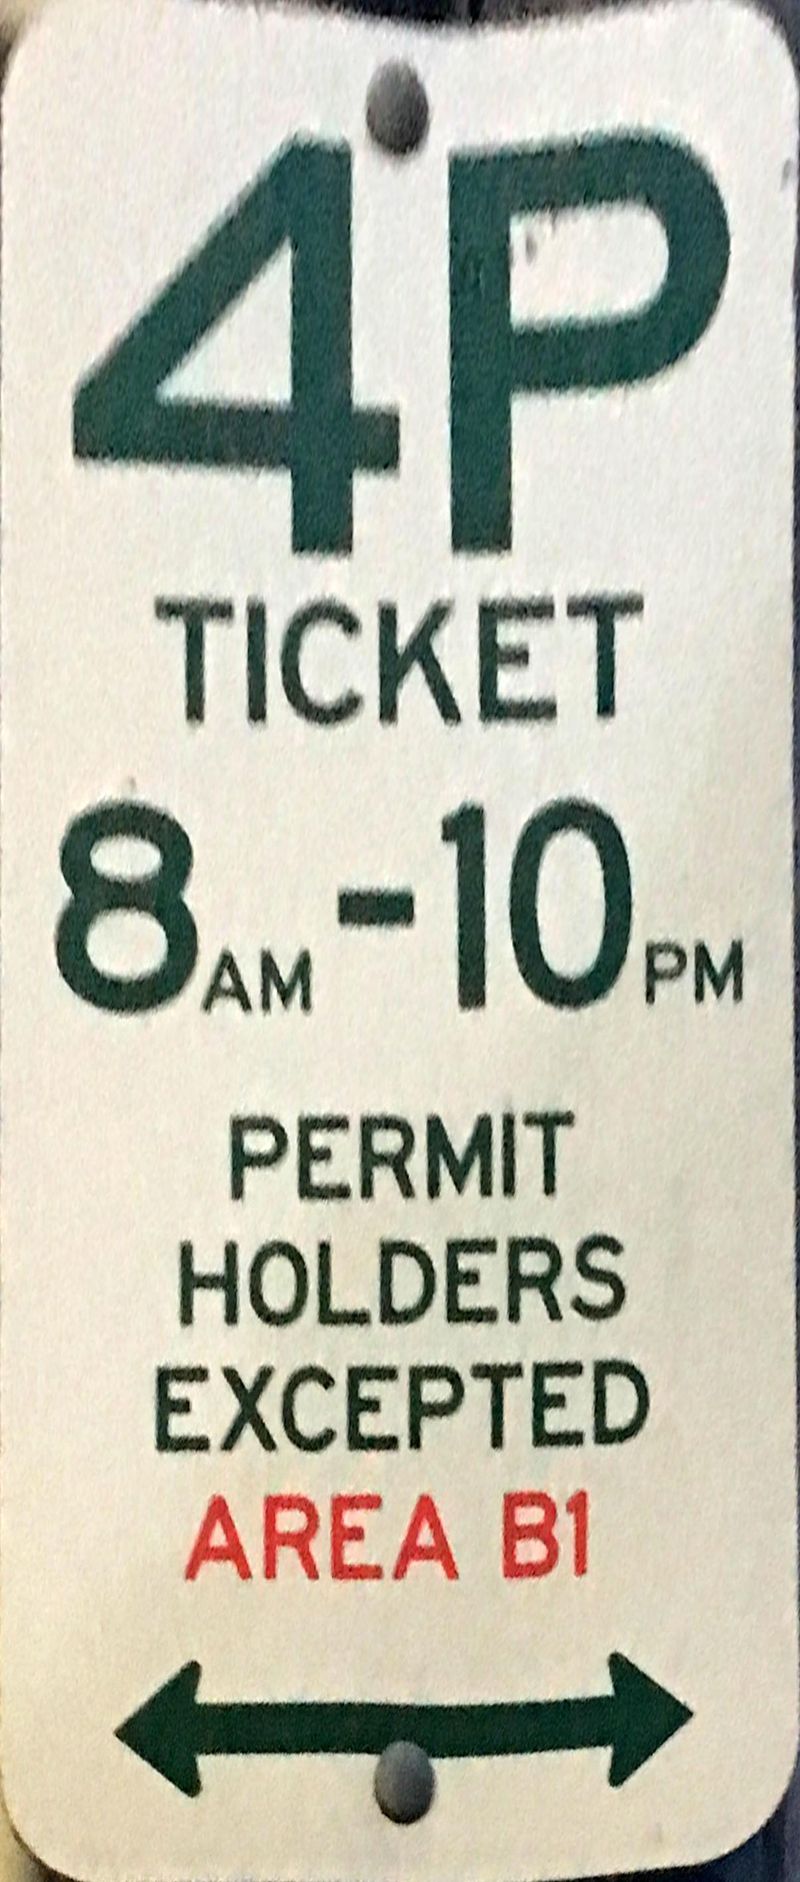 4P
TICKET
8AM-10PM
PERMIT
HOLDERS
EXCEPTED
AREA B1